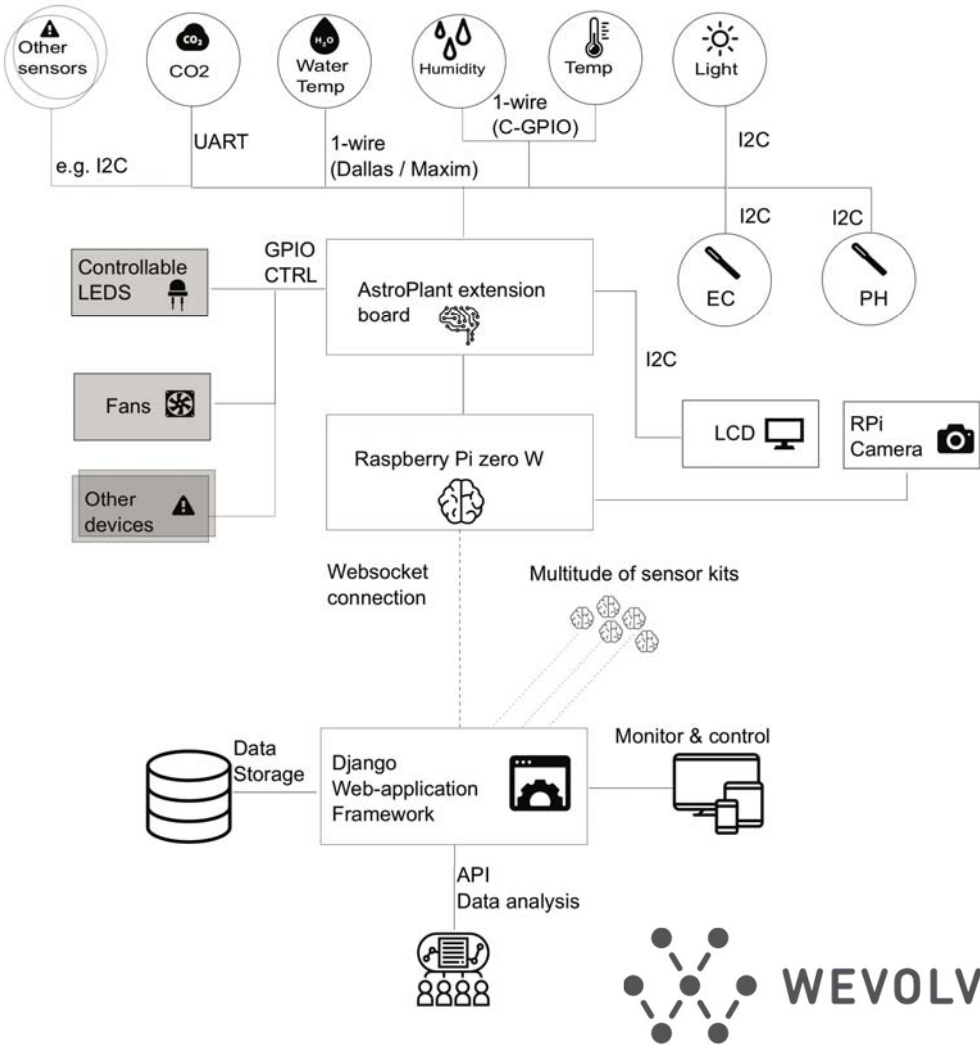 Other
sensors
CO₂
CO2
H₂O
Water
Temp
Humidity
Temp
Light
e.g. I2C
UART
1-wire
(Dallas / Maxim)
1-wire
(C-GPIO)
I2C
I2C
I2C
EC
PH
Controllable
LEDS
GPIO
CTRL
AstroPlant extension
board
I2C
Fans
LCD
RPi
Camera
Raspberry Pi zero W
Other
devices
Websocket
connection
Multitude of sensor kits
Data
Storage
Django
Web-application
Framework
Monitor & control
API
Data analysis
WEVOLV